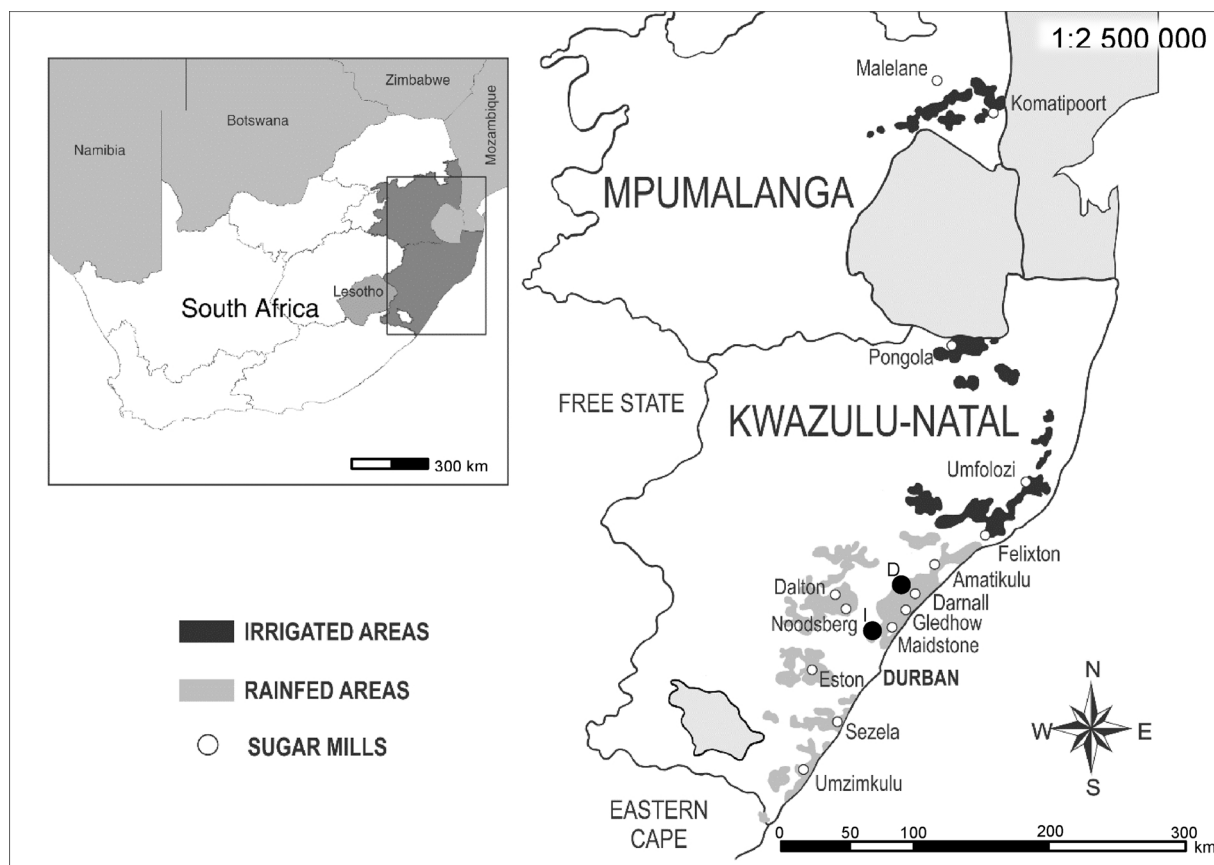 1:2 500 000
Zimbabwe
Botswana
Namibia
Mozambique
Lesotho
South Africa
300 km
Malelane
Komatipoort
MPUMALANGA
Pongola
FREE STATE
KWAZULU-NATAL
Umfolozi
Felixton
D
Amatikulu
Dalton
Darnall
Gledhow
Noodsberg
I
Maidstone
Eston
DURBAN
Sezela
Umzimkulu
EASTERN
CAPE
IRRIGATED AREAS
RAINFED AREAS
SUGAR MILLS
N
W
E
S
0
50
100
200
300
km